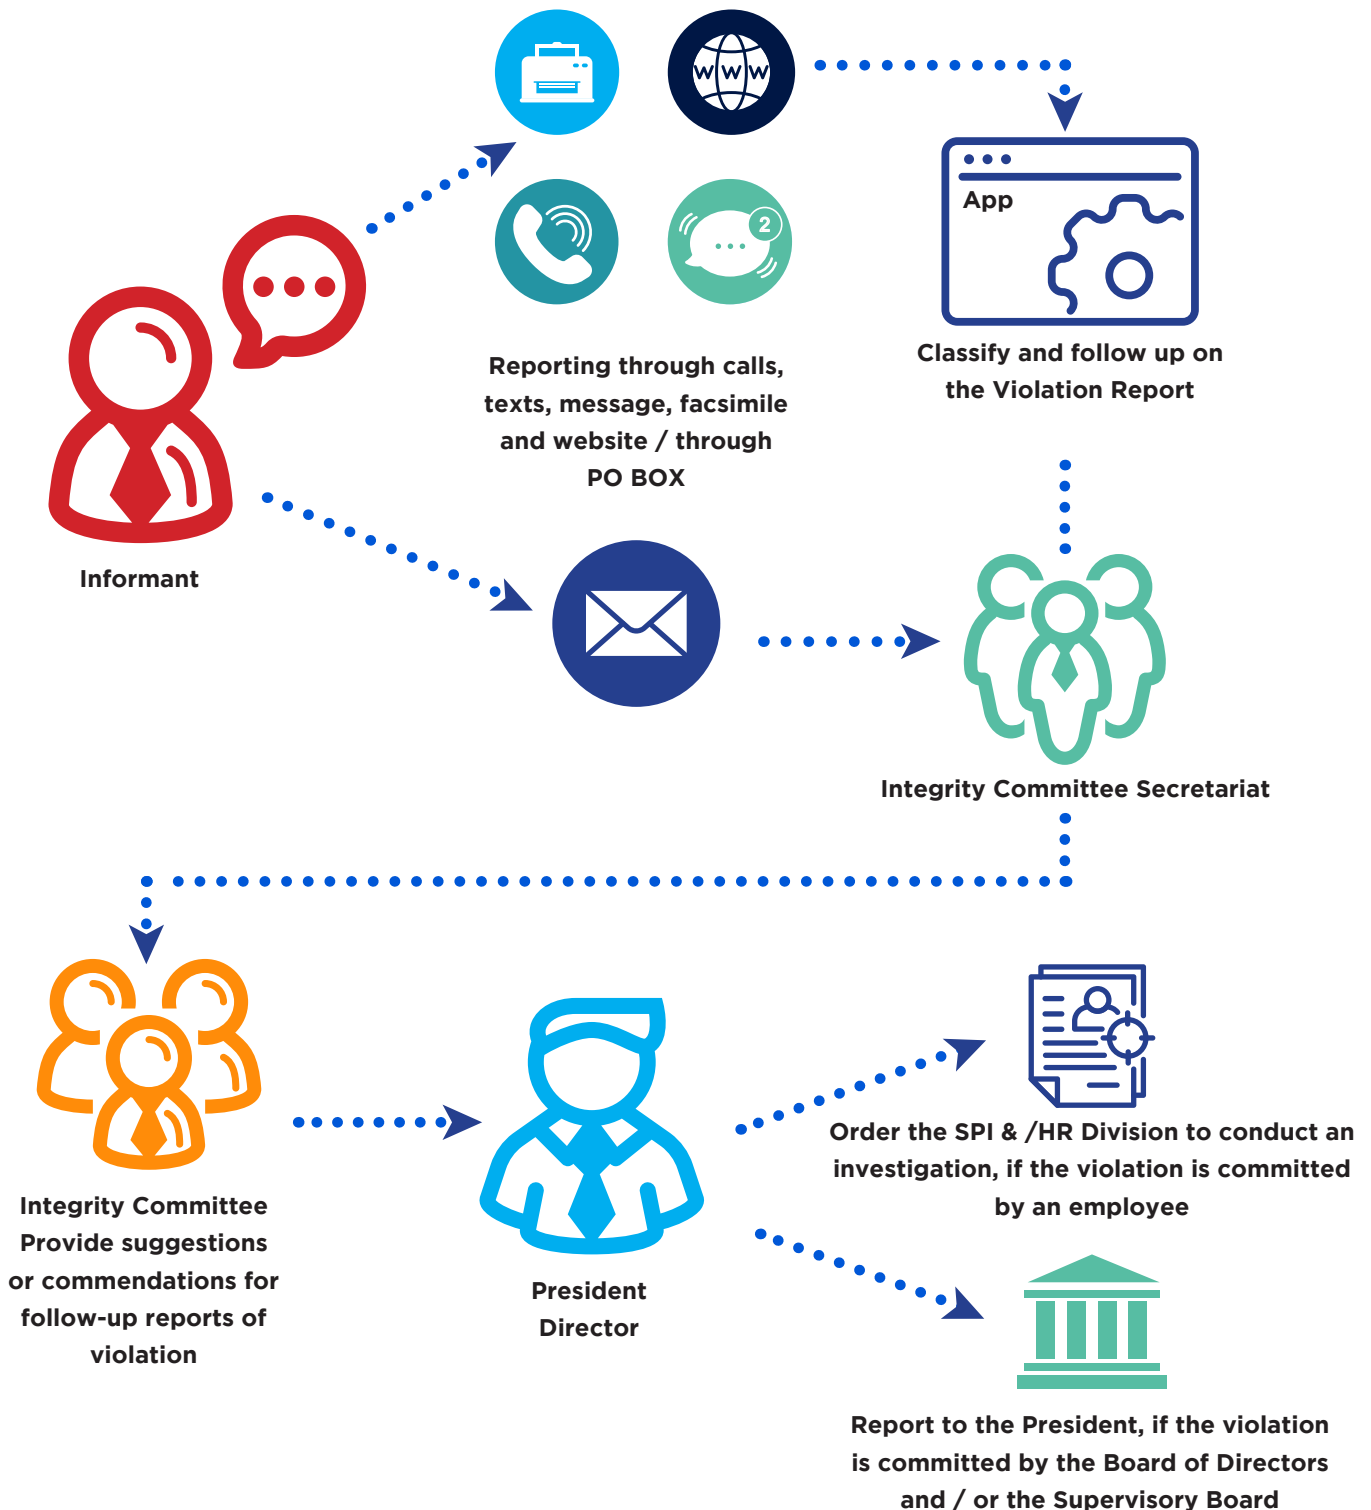 WWW
2
App
Reporting through calls,
texts, message, facsimile
and website / through
PO BOX
Classify and follow up on
the Violation Report
Informant
Integrity Committee Secretariat
Integrity Committee
Provide suggestions
or commendations for
follow-up reports of
violation
President
Director
Order the SPI & /HR Division to conduct an
investigation, if the violation is committed
by an employee
Report to the President, if the violation
is committed by the Board of Directors
and / or the Supervisory Board